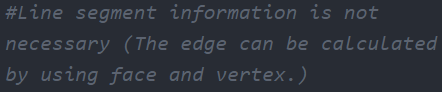 #Line segment information is not
necessary (The edge can be calculated
by using face and vertex.)